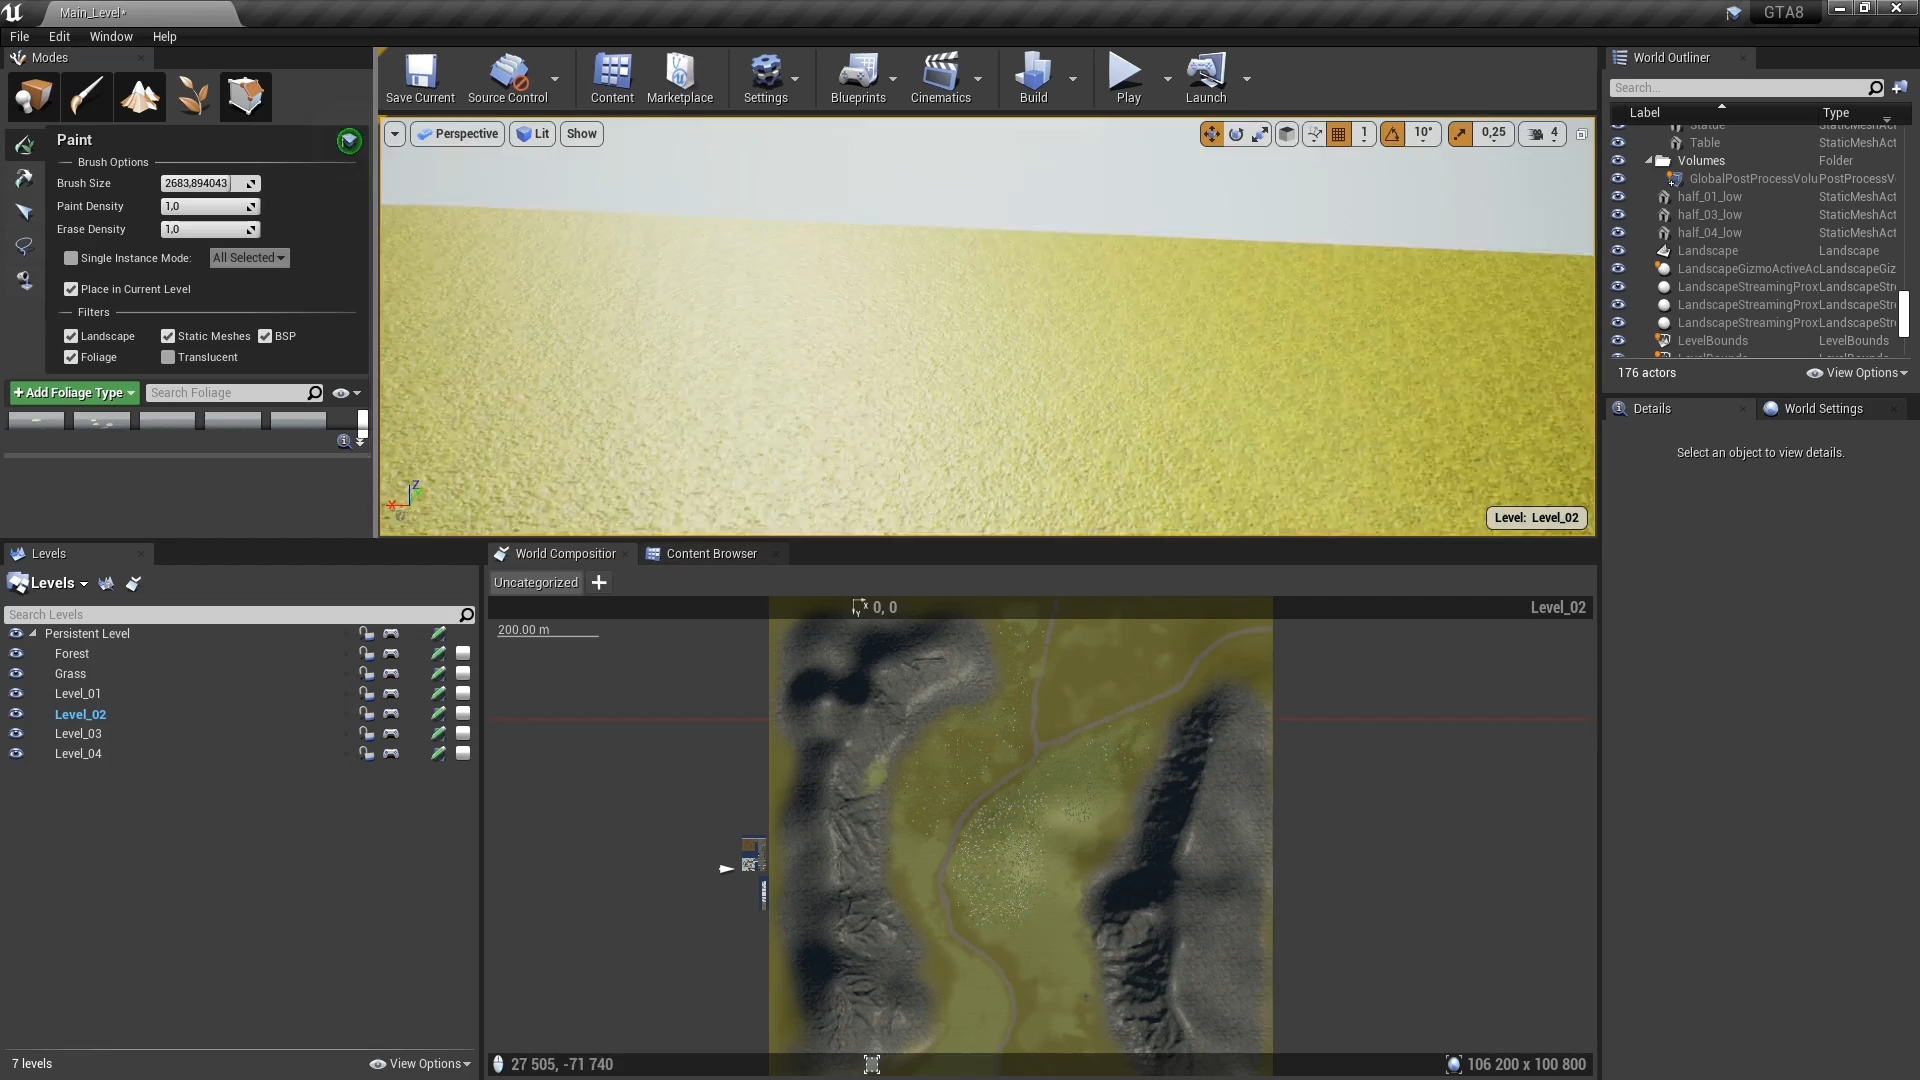 Main_Level*
GTA8
File Edit Window Help
Modes
Save Current
Source Control
Content
Marketplace
Settings
Blueprints
Cinematics
Build
Play
Launch
World Outliner
Search...
Label Type
Table StaticMeshAct
Volumes Folder
GlobalPostProcessVolu PostProcessV
half_01_low StaticMeshAct
half_03_low StaticMeshAct
half_04_low StaticMeshAct
Landscape Landscape
LandscapeGizmoActiveAc LandscapeGiz
LandscapeStreamingProx LandscapeStre
LandscapeStreamingProx LandscapeStre
LandscapeStreamingProx LandscapeStre
LevelBounds LevelBounds
176 actors
View Options
Details
World Settings
Select an object to view details.
Paint
Brush Options
Brush Size 2683,894043
Paint Density 1,0
Erase Density 1,0
Single Instance Mode: All Selected
Place in Current Level
Filters
Landscape Static Meshes BSP
Foliage Translucent
+Add Foliage Type
Search Foliage
Perspective Lit Show
1 10° 0,25 4
X Z
Level: Level_02
Levels
Levels
Search Levels
Persistent Level
Forest
Grass
Level_01
Level_02
Level_03
Level_04
7 levels
View Options
World Composition
Content Browser
Uncategorized
0, 0
Level_02
200.00 m
27 505, -71 740
106 200 x 100 800